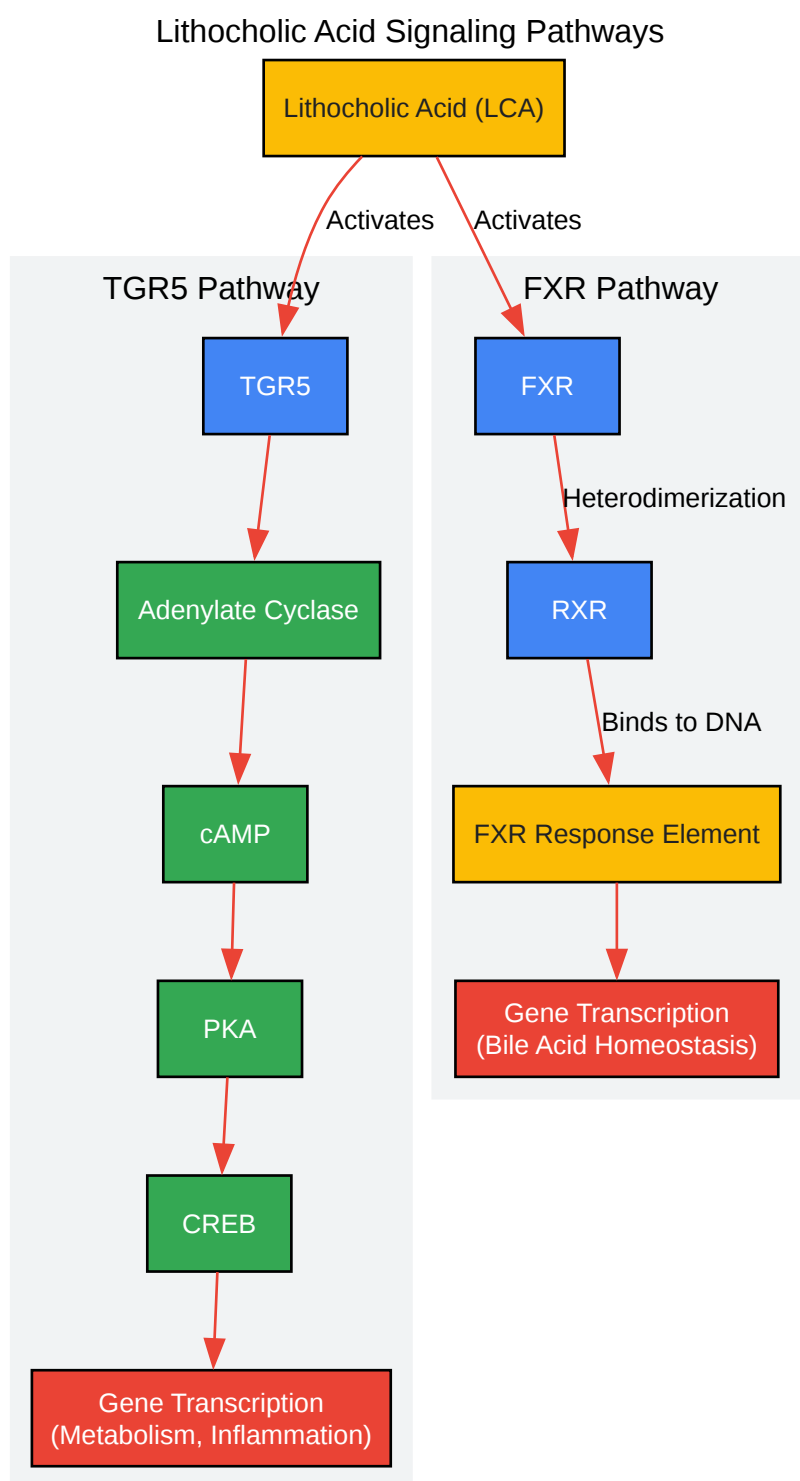 Lithocholic Acid Signaling Pathways
Lithocholic Acid (LCA)
Activates
Activates
TGR5 Pathway
TGR5
Adenylate Cyclase
cAMP
PKA
CREB
Gene Transcription
(Metabolism, Inflammation)
FXR Pathway
FXR
Heterodimerization
RXR
Binds to DNA
FXR Response Element
Gene Transcription
(Bile Acid Homeostasis)